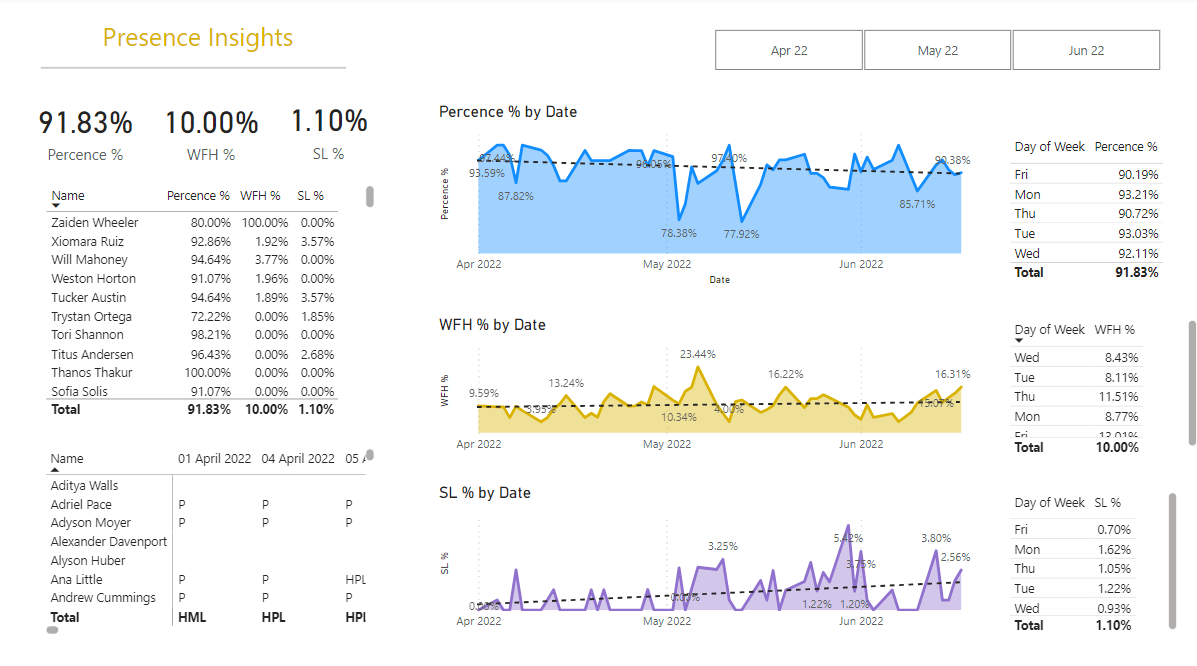 Presence Insights
Apr 22 May 22 Jun 22
91.83% 10.00% 1.10%
Percence % WFH % SL %
Name Percence % WFH % SL %
Zaiden Wheeler 80.00% 100.00% 0.00%
Xiomara Ruiz 92.86% 1.92% 3.57%
Will Mahoney 94.64% 3.77% 0.00%
Weston Horton 91.07% 1.96% 0.00%
Tucker Austin 94.64% 1.89% 3.57%
Trystan Ortega 72.22% 0.00% 1.85%
Tori Shannon 98.21% 0.00% 0.00%
Titus Andersen 96.43% 0.00% 2.68%
Thanos Thakur 100.00% 0.00% 0.00%
Sofia Solis 91.07% 0.00% 0.00%
Total 91.83% 10.00% 1.10%
Name 01 April 2022 04 April 2022 05
Aditya Walls
Adriel Pace P P P
Adyson Moyer P P P
Alexander Davenport
Alyson Huber
Ana Little P P HPL
Andrew Cummings P P P
Total HML HPL HPL
Percence % by Date
Percence %
97.44% 96.05% 97.40% 90.38%
93.59%
87.82% 85.71%
78.38% 77.92%
Apr 2022 May 2022 Jun 2022
Date
Day of Week Percence %
Fri 90.19%
Mon 93.21%
Thu 90.72%
Tue 93.03%
Wed 92.11%
Total 91.83%
WFH % by Date
WFH %
23.44%
13.24% 16.22% 16.31%
9.59%
3.95% 10.34% 4.00%
Apr 2022 May 2022 Jun 2022
Day of Week WFH %
Wed 8.43%
Tue 8.11%
Thu 11.51%
Mon 8.77%
Fri 12.01%
Total 10.00%
SL % by Date
SL %
5.42% 3.80%
3.25% 3.75% 2.56%
1.22% 1.20%
Apr 2022 May 2022 Jun 2022
Day of Week SL %
Fri 0.70%
Mon 1.62%
Thu 1.05%
Tue 1.22%
Wed 0.93%
Total 1.10%